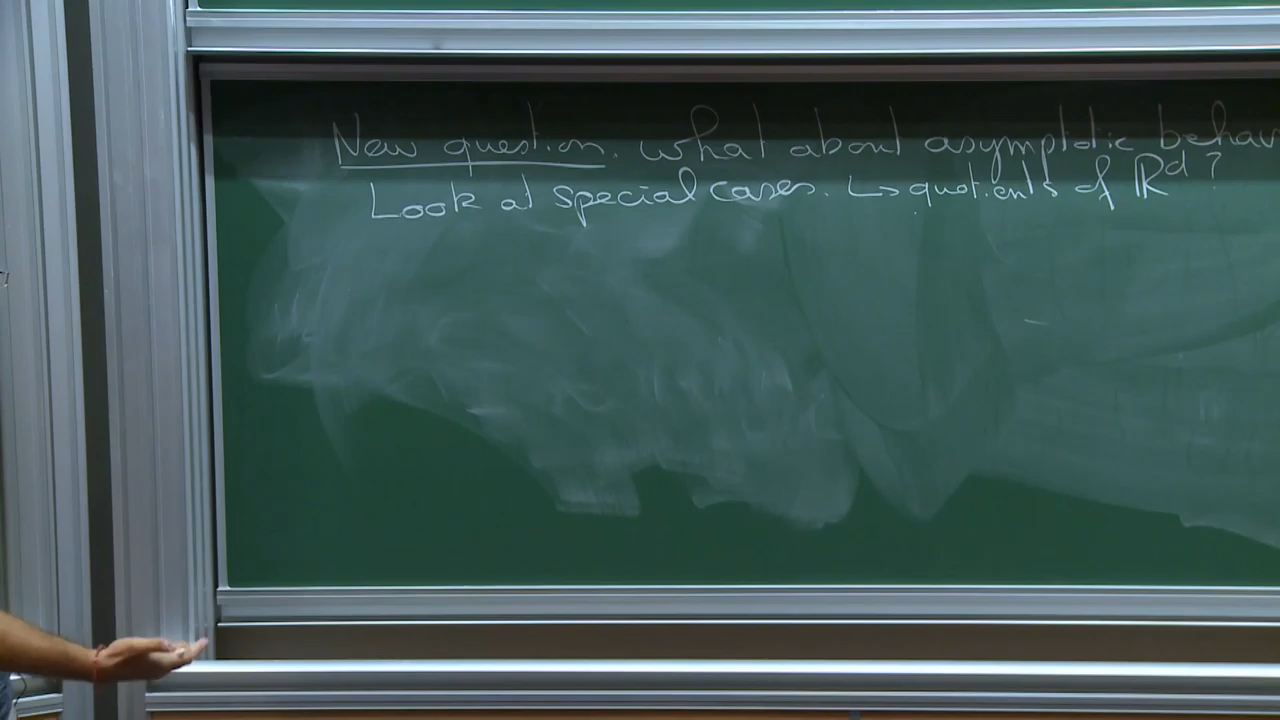 New question. what about asymptotic behav
Look at special cases. ↳ quotients of ℝᵈ ?